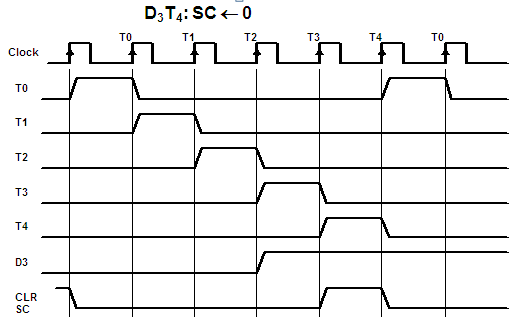 D₃T₄: SC ← 0
T0 T1 T2 T3 T4 T0
Clock
T0
T1
T2
T3
T4
D3
CLR
SC